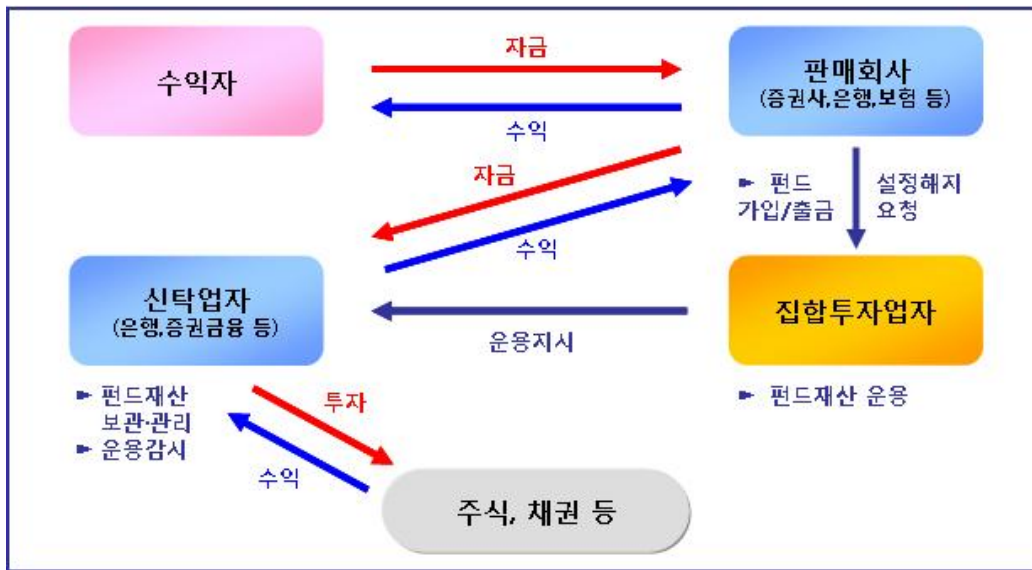 자금
수익자
판매회사
(증권사,은행,보험 등)
수익
자금
► 펀드
가입/출금
설정해지
요청
수익
신탁업자
(은행,증권금융 등)
집합투자업자
운용지시
► 펀드재산
보관·관리
► 운용감시
투자
► 펀드재산 운용
수익
주식, 채권 등